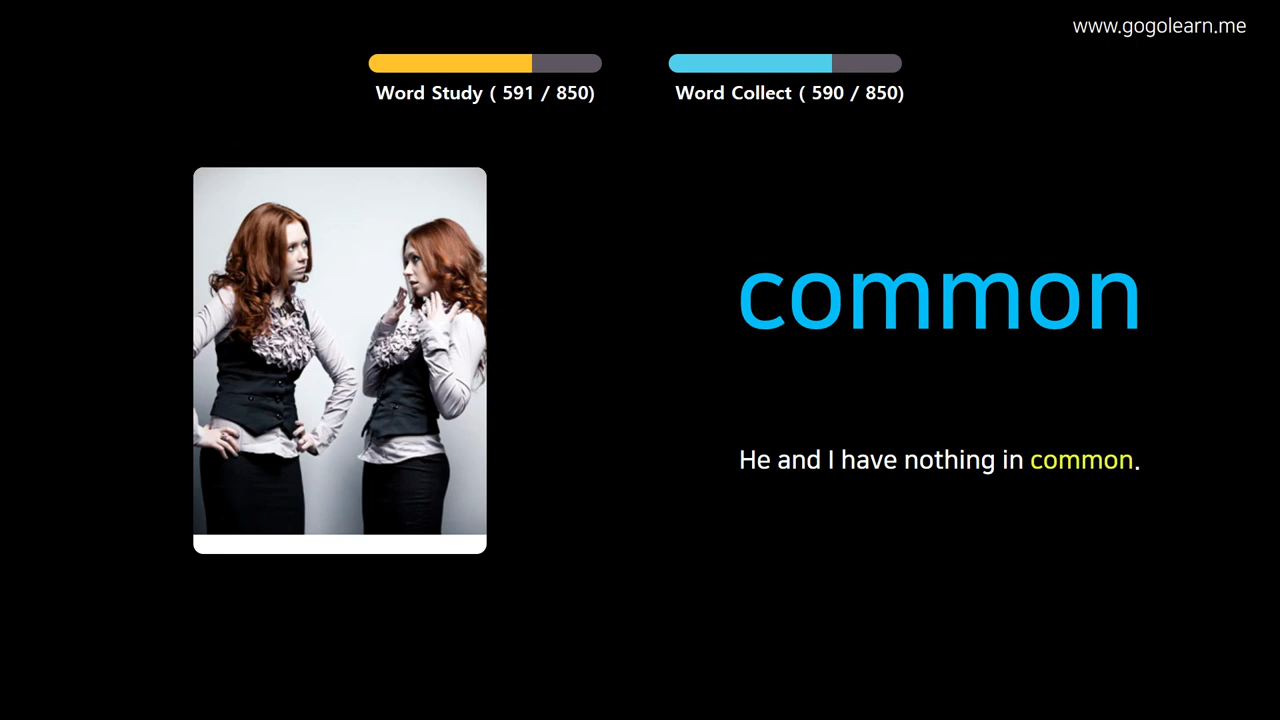 www.gogolearn.me
Word Study ( 591 / 850)
Word Collect ( 590 / 850)
common
He and I have nothing in common.